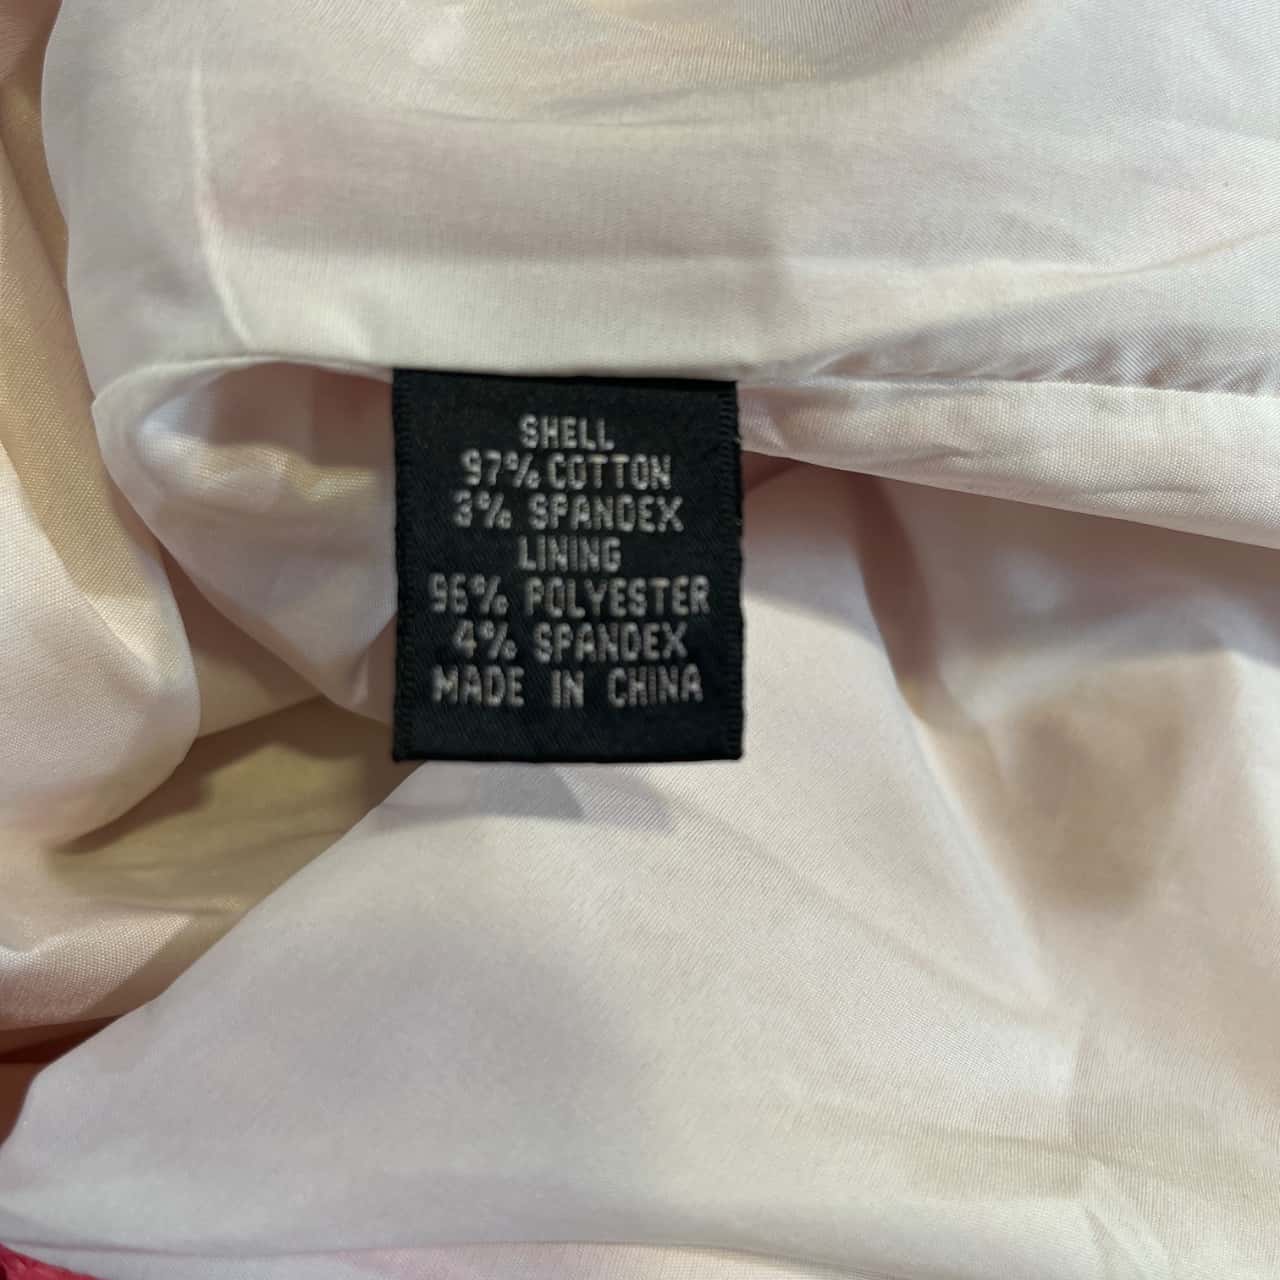 SHELL
97% COTTON
3% SPANDEX
LINING
96% POLYESTER
4% SPANDEX
MADE IN CHINA